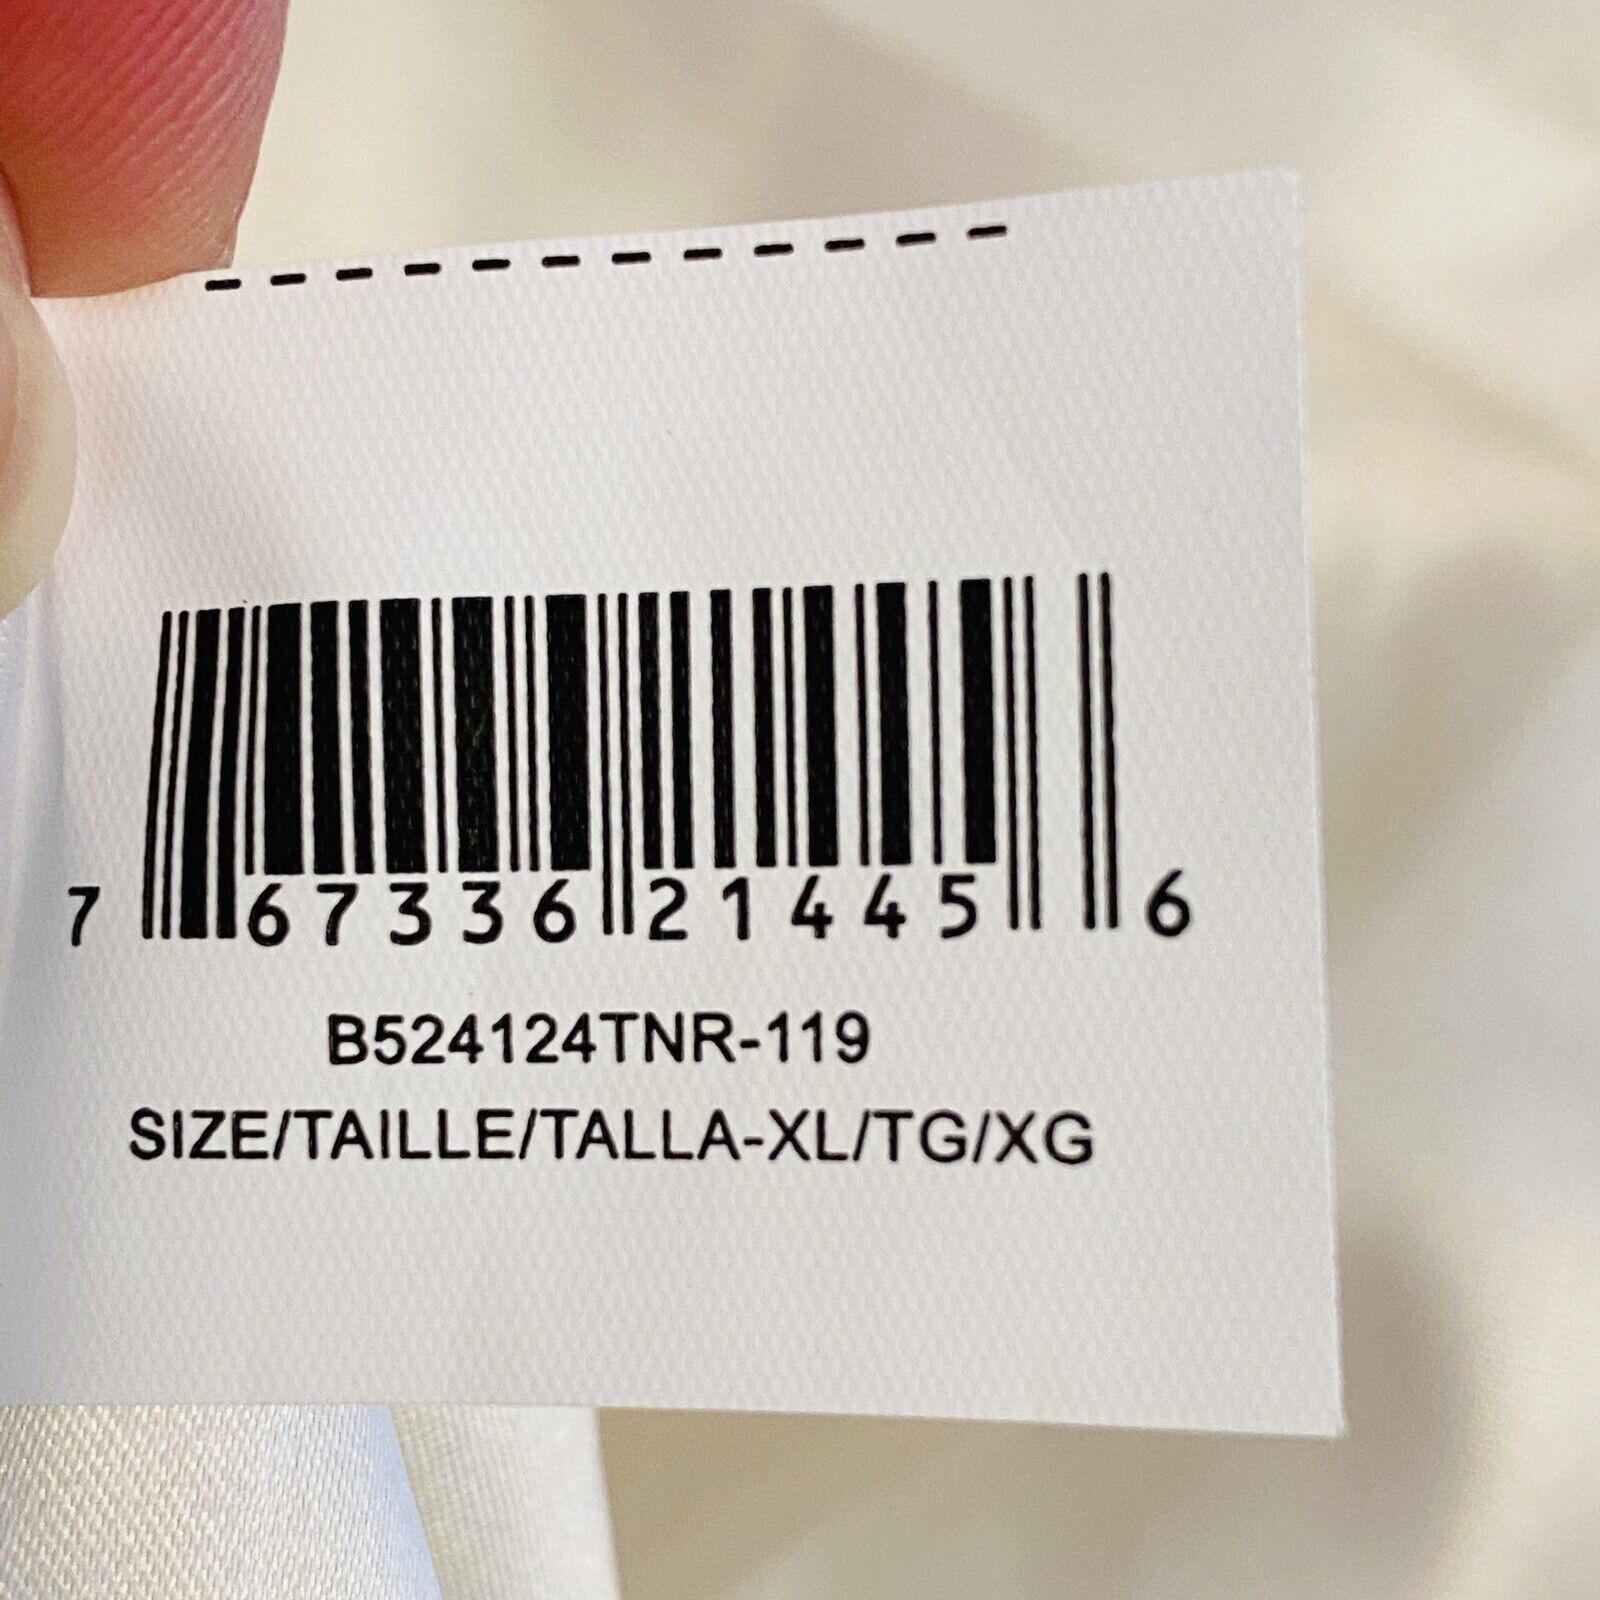 7 67336 21445 6
B524124TNR-119
SIZE/TAILLE/TALLA-XL/TG/XG